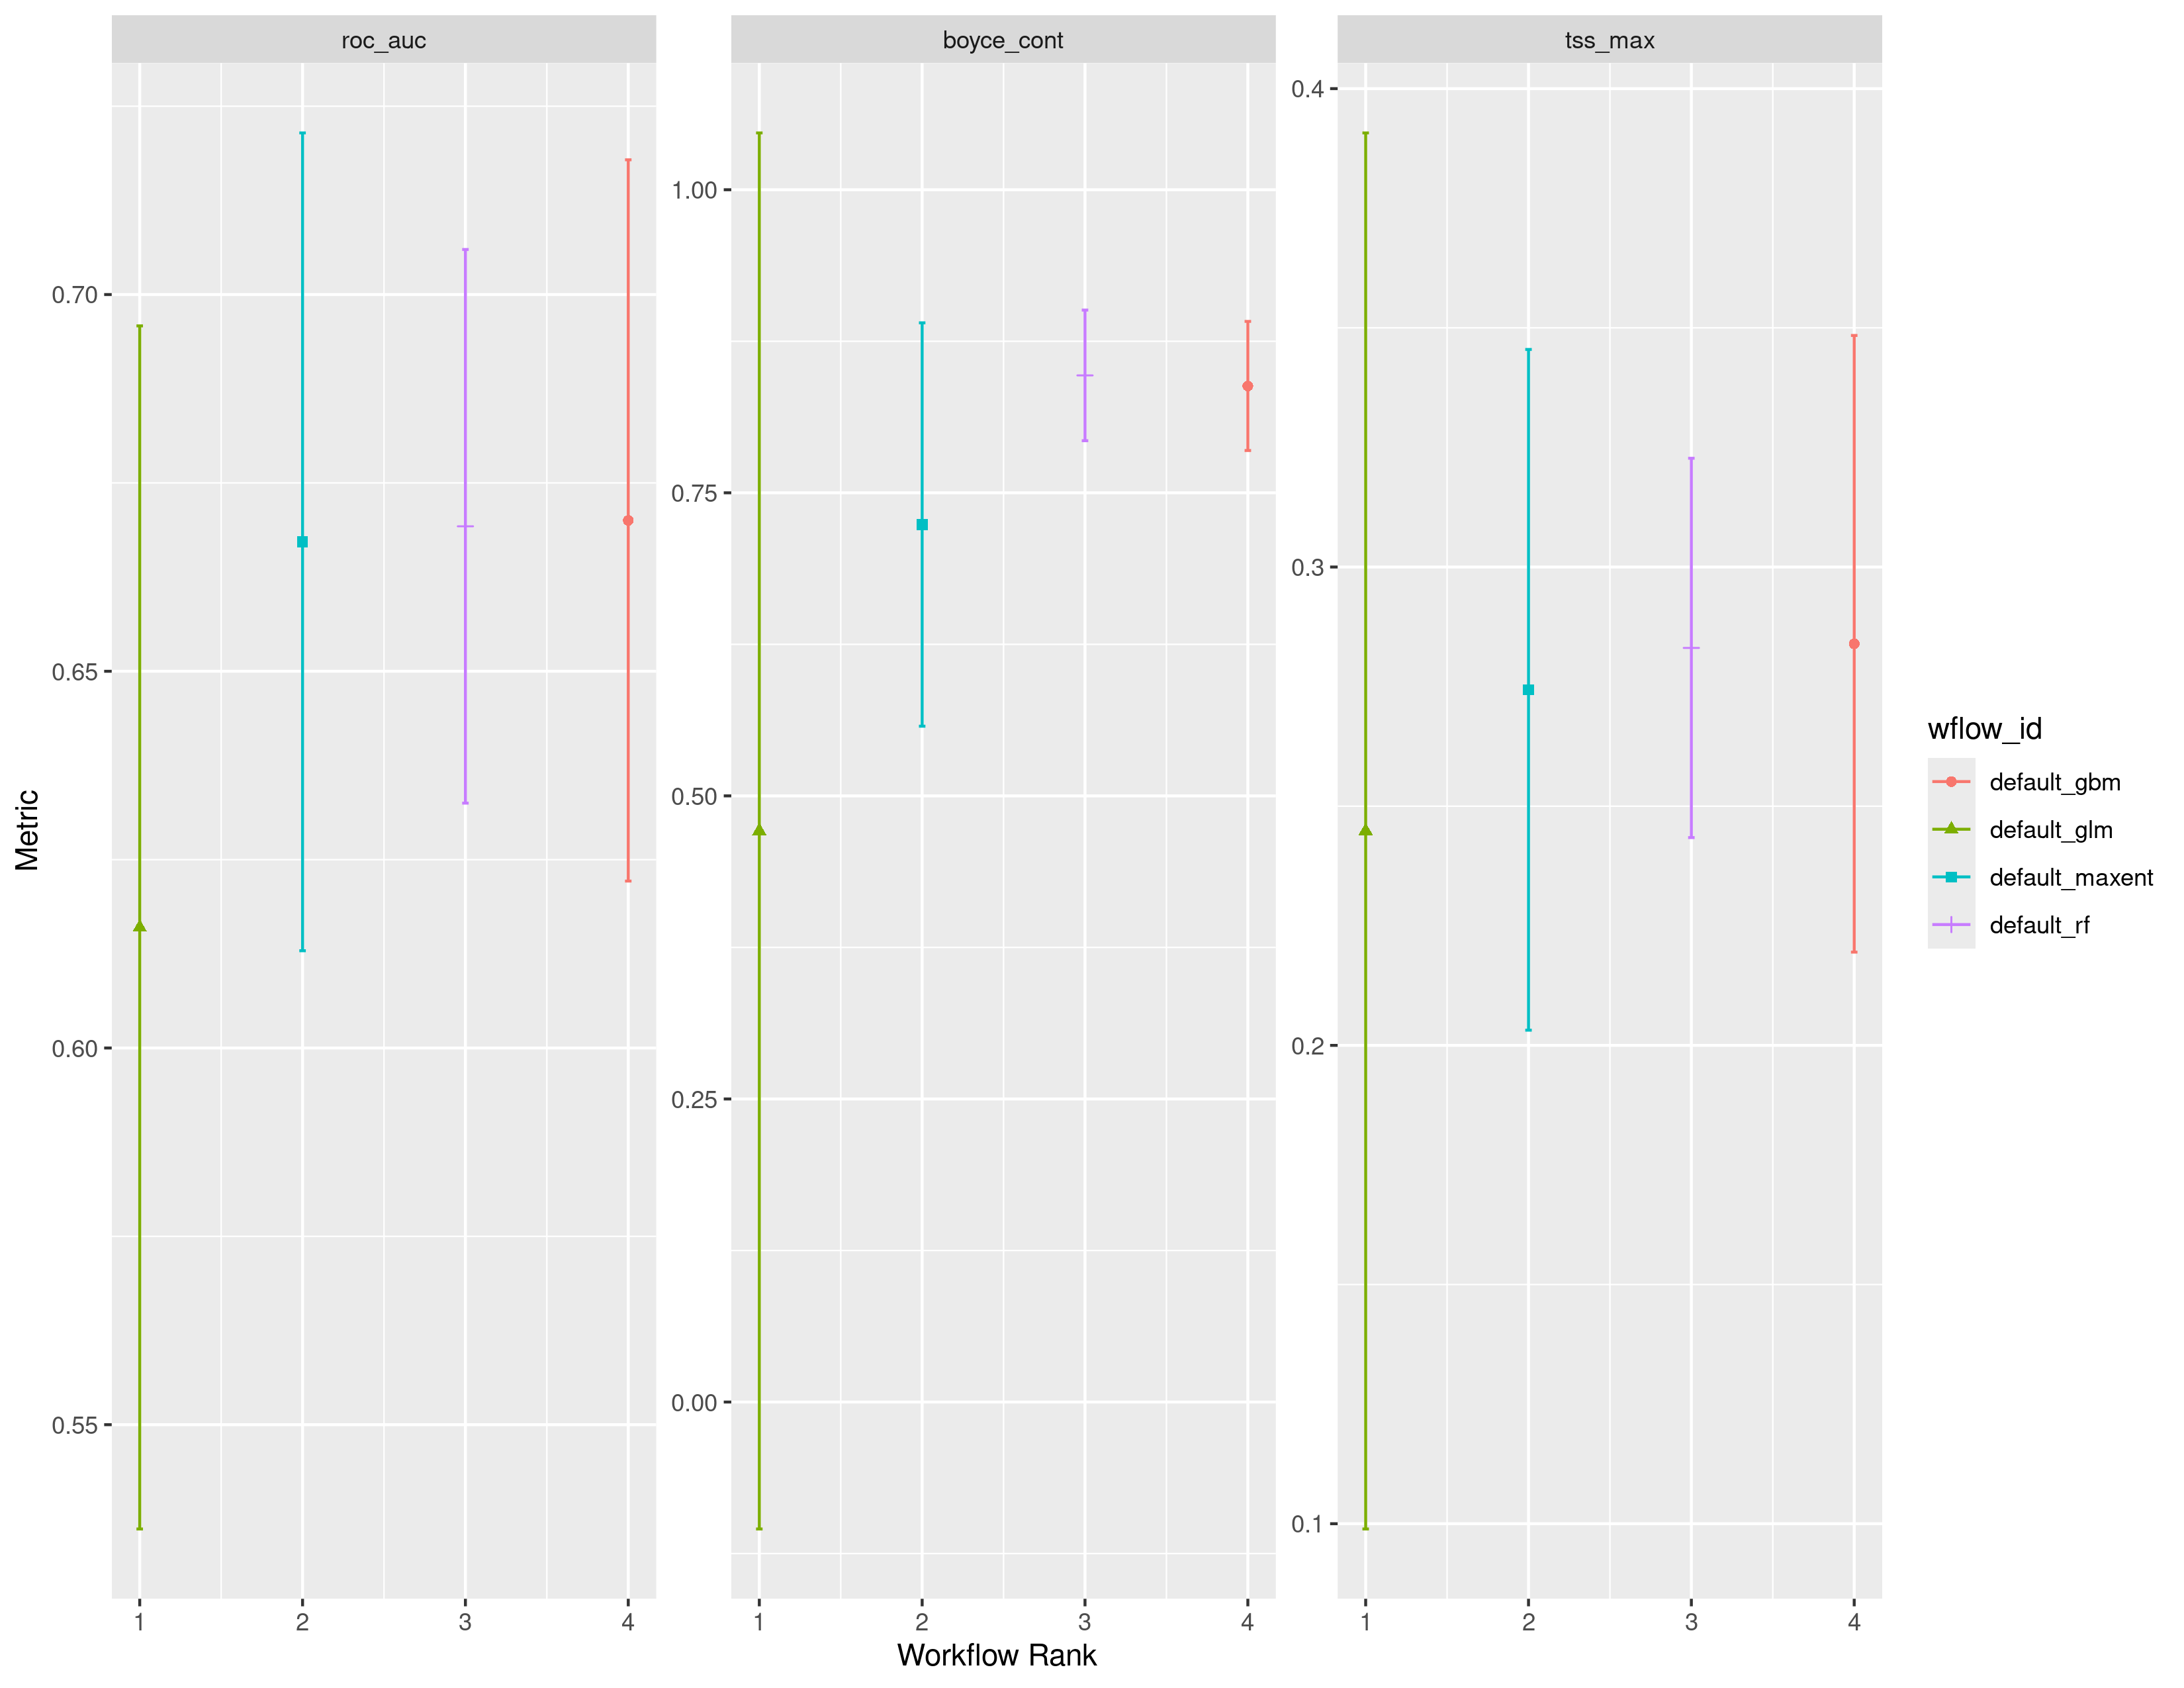 roc_auc
boyce_cont
tss_max
Metric
0.70
0.65
0.60
0.55
1.00
0.75
0.50
0.25
0.00
0.4
0.3
0.2
0.1
1 2 3 4
1 2 3 4
1 2 3 4
Workflow Rank
wflow_id
default_gbm
default_glm
default_maxent
default_rf